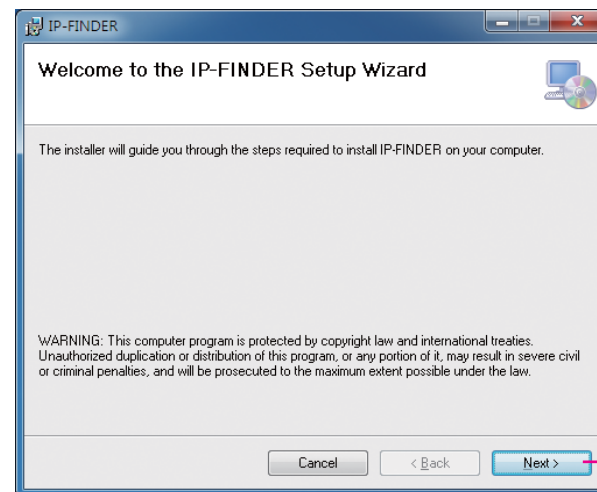 IP-FINDER
Welcome to the IP-FINDER Setup Wizard
The installer will guide you through the steps required to install IP-FINDER on your computer.
WARNING: This computer program is protected by copyright law and international treaties.
Unauthorized duplication or distribution of this program, or any portion of it, may result in severe civil
or criminal penalties, and will be prosecuted to the maximum extent possible under the law.
Cancel
< Back
Next >